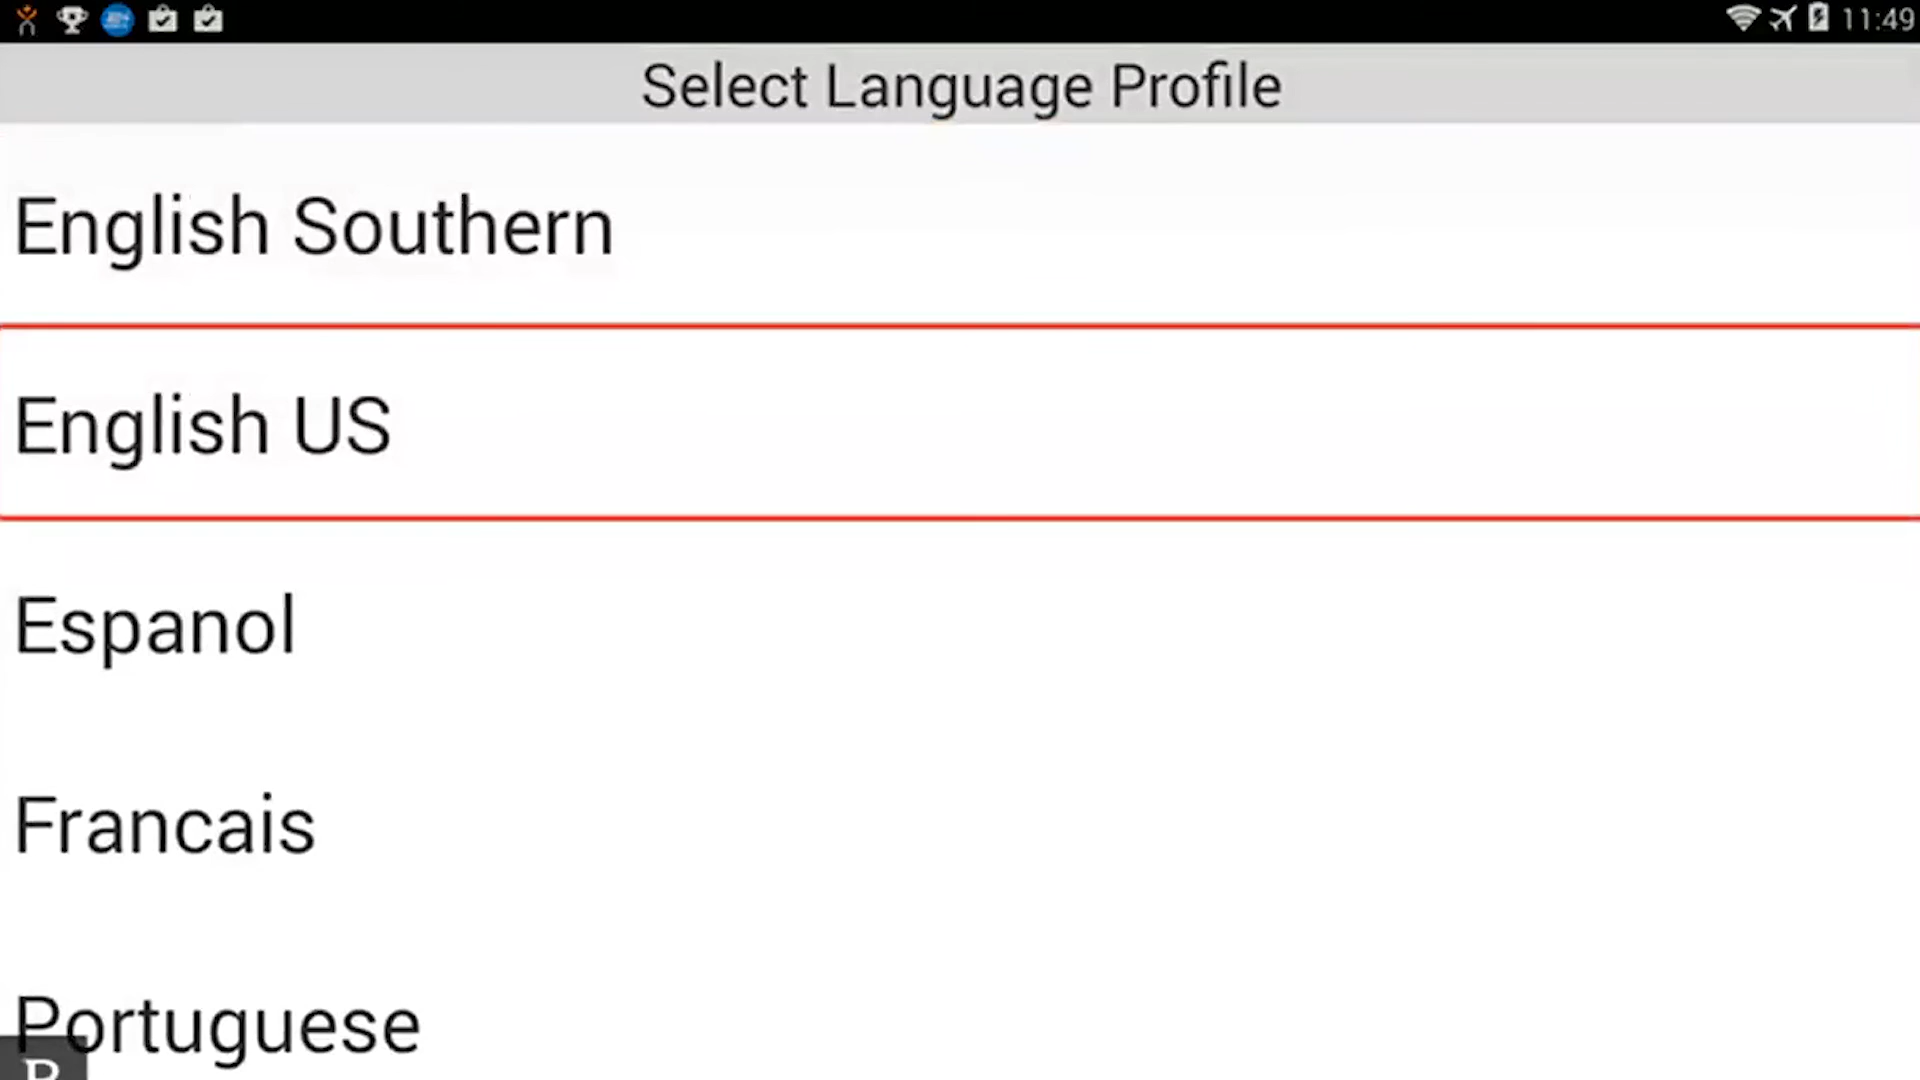 11:49
Select Language Profile
English Southern
English US
Espanol
Francais
Portuguese